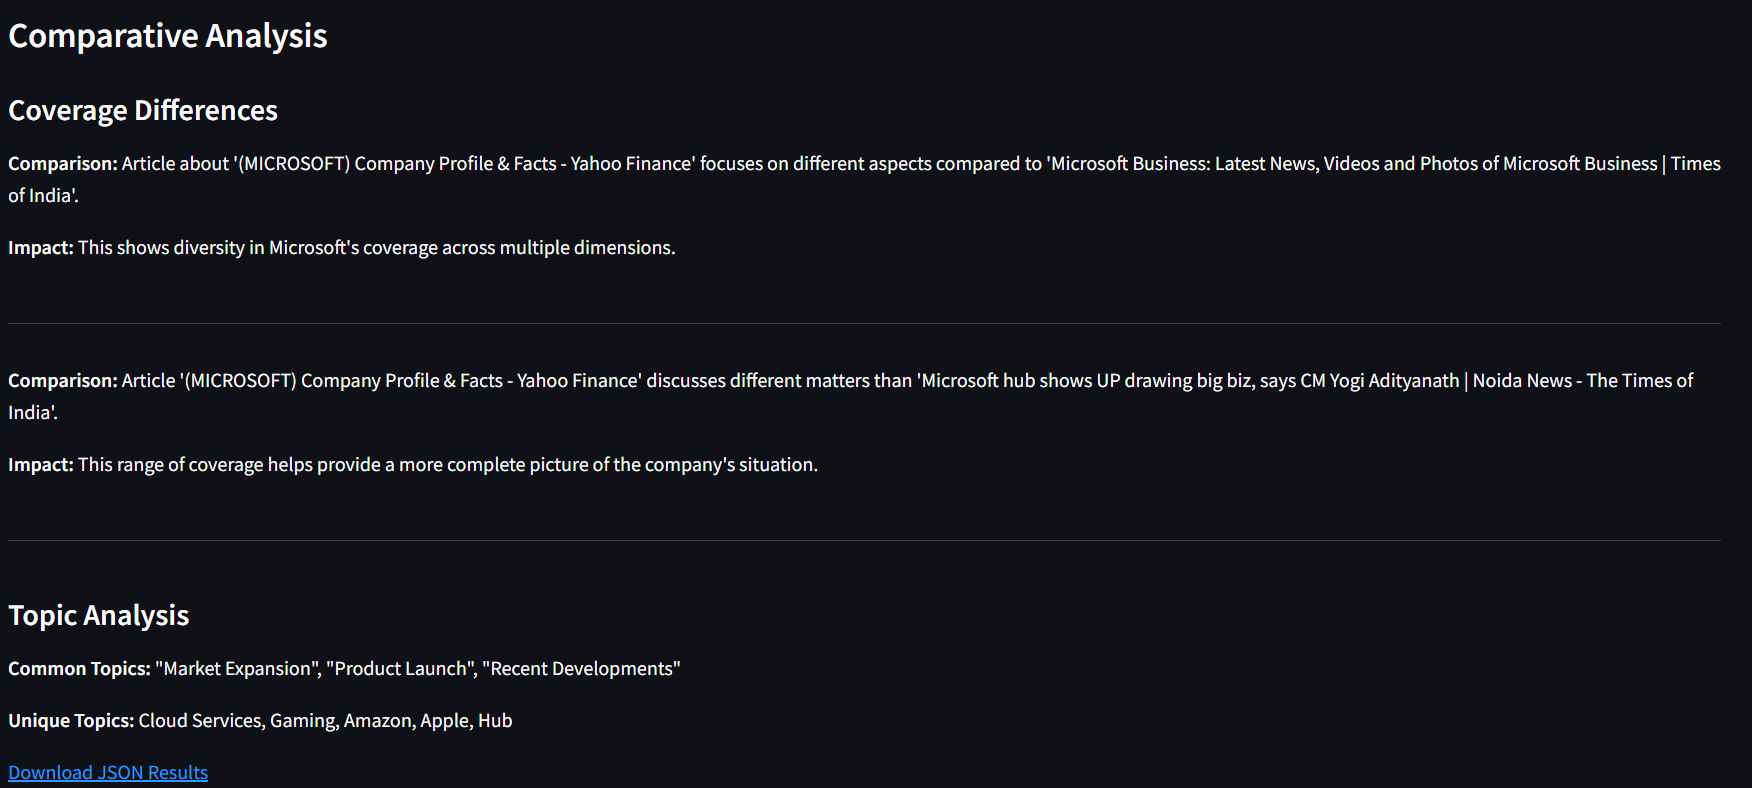 Comparative Analysis
Coverage Differences
Comparison: Article about '(MICROSOFT) Company Profile & Facts - Yahoo Finance' focuses on different aspects compared to 'Microsoft Business: Latest News, Videos and Photos of Microsoft Business | Times
of India'.
Impact: This shows diversity in Microsoft's coverage across multiple dimensions.
Comparison: Article '(MICROSOFT) Company Profile & Facts - Yahoo Finance' discusses different matters than 'Microsoft hub shows UP drawing big biz, says CM Yogi Adityanath | Noida News - The Times of
India'.
Impact: This range of coverage helps provide a more complete picture of the company's situation.
Topic Analysis
Common Topics: "Market Expansion", "Product Launch", "Recent Developments"
Unique Topics: Cloud Services, Gaming, Amazon, Apple, Hub
Download JSON Results